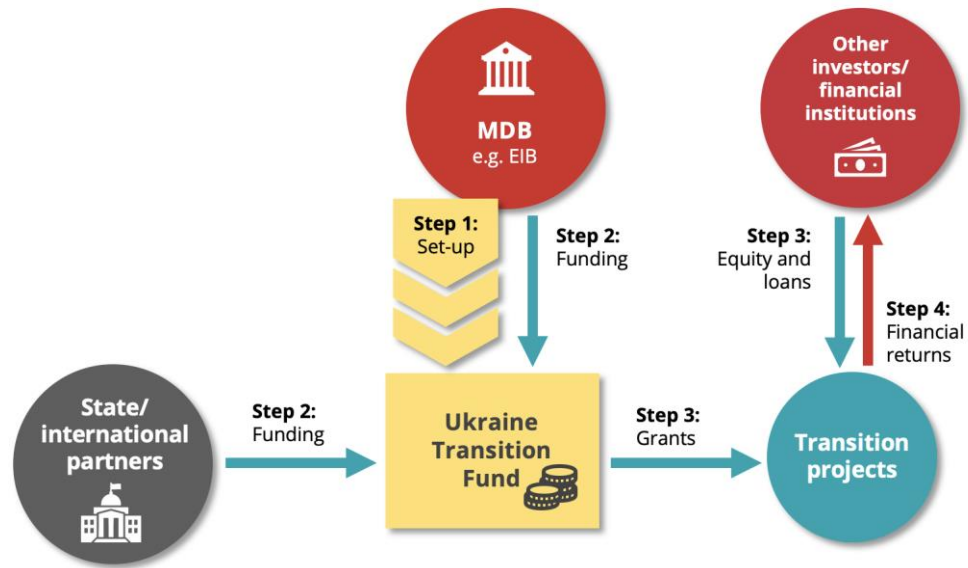 MDB
e.g. EIB
Other
investors/
financial
institutions
Step 1:
Set-up
Step 2:
Funding
Step 3:
Equity and
loans
Step 4:
Financial
returns
State/
international
partners
Step 2:
Funding
Ukraine
Transition
Fund
Step 3:
Grants
Transition
projects